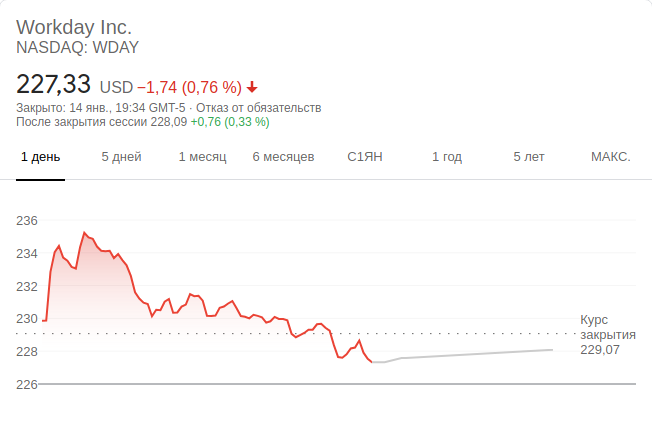 Workday Inc.
NASDAQ: WDAY
227,33 USD −1,74 (0,76 %)
Закрыто: 14 янв., 19:34 GMT-5 · Отказ от обязательств
После закрытия сессии 228,09 +0,76 (0,33 %)
1 день 5 дней 1 месяц 6 месяцев С1ЯН 1 год 5 лет МАКС.
236
234
232
230
228
226
Курс
закрытия
229,07